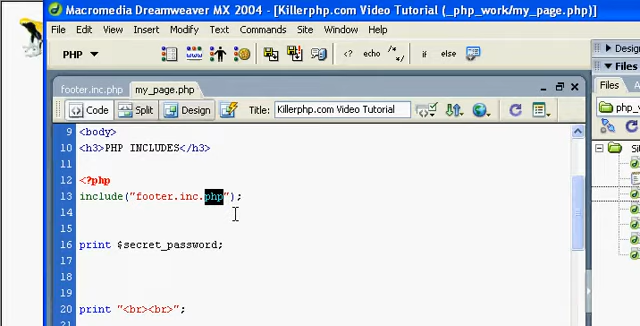 Macromedia Dreamweaver MX 2004 - [Killerphp.com Video Tutorial (_php_work/my_page.php)]
File Edit View Insert Modify Text Commands Site Window Help
PHP <? echo /* */ if else
Design
Files
footer.inc.php my_page.php
Code Split Design Title: Killerphp.com Video Tutorial
php_w
9 <body>
10 <h3>PHP INCLUDES</h3>
11
12 <?php
13 include("footer.inc.php");
14
15
16 print $secret_password;
17
18
19
20 print "<br><br>";